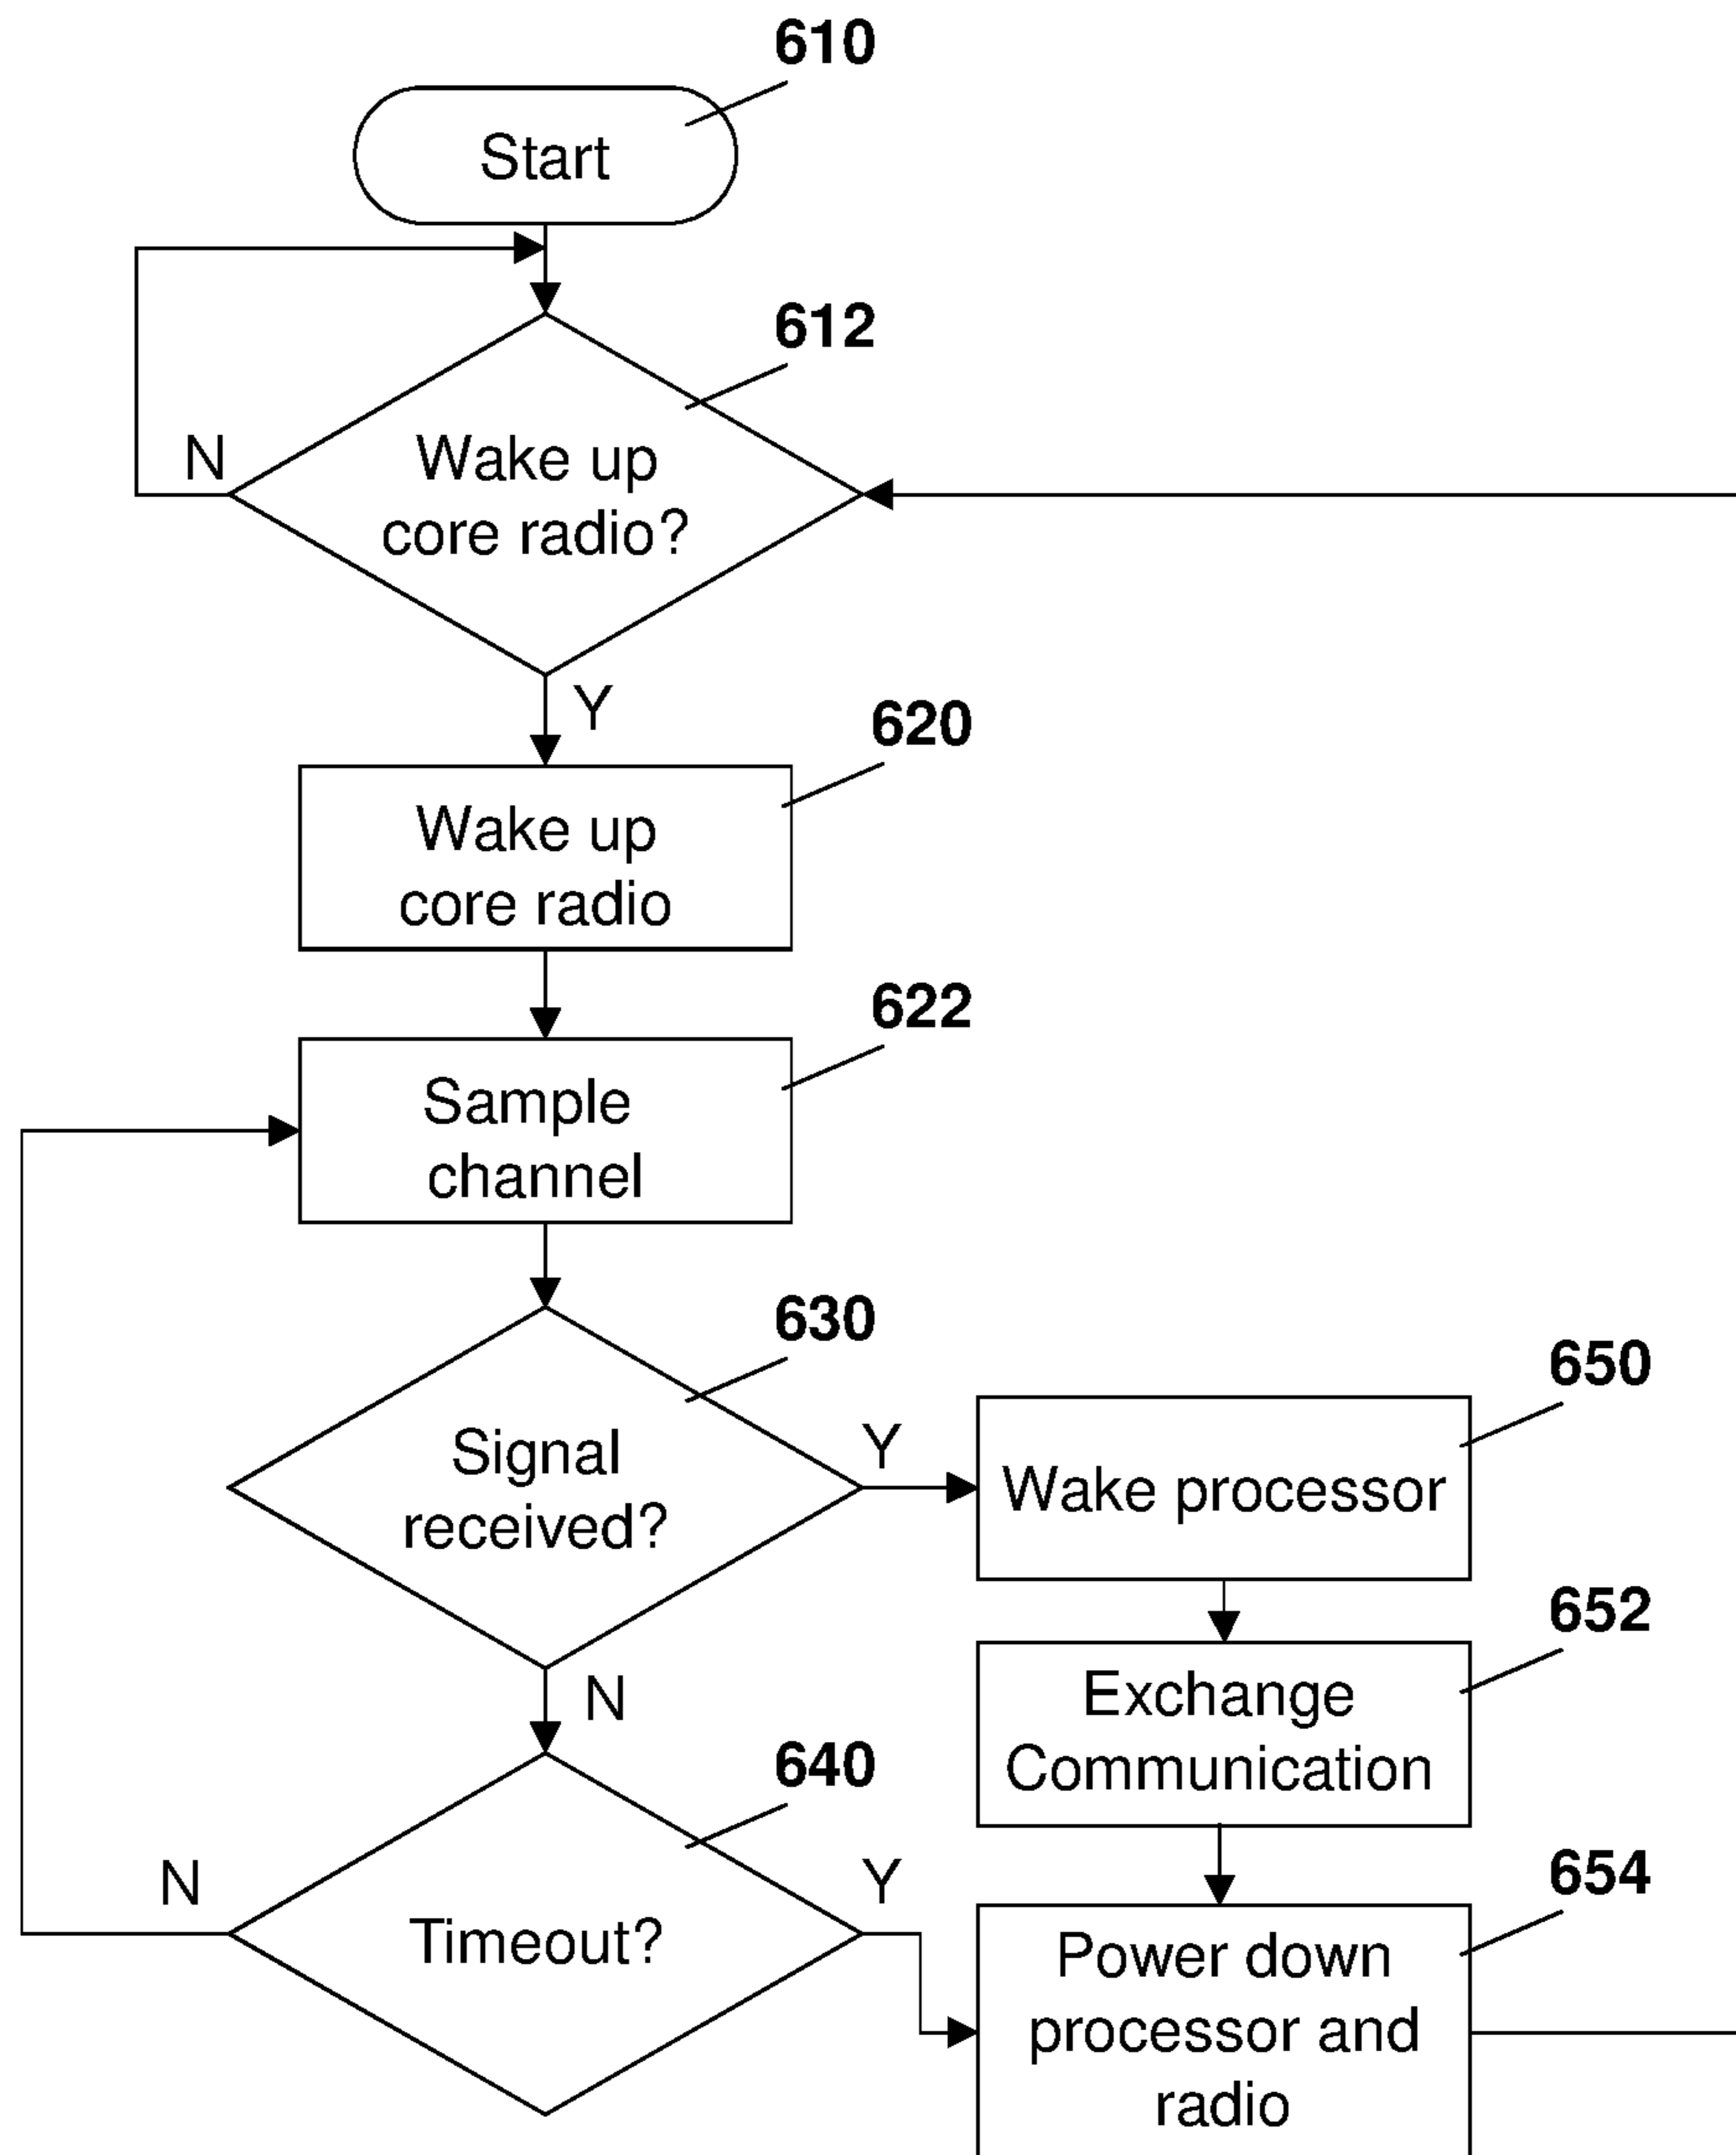 610
Start
612
N
Wake up
core radio?
Y
620
Wake up
core radio
622
Sample
channel
630
Signal
received?
Y
650
Wake processor
N
652
Exchange
Communication
640
N
Timeout?
Y
654
Power down
processor and
radio